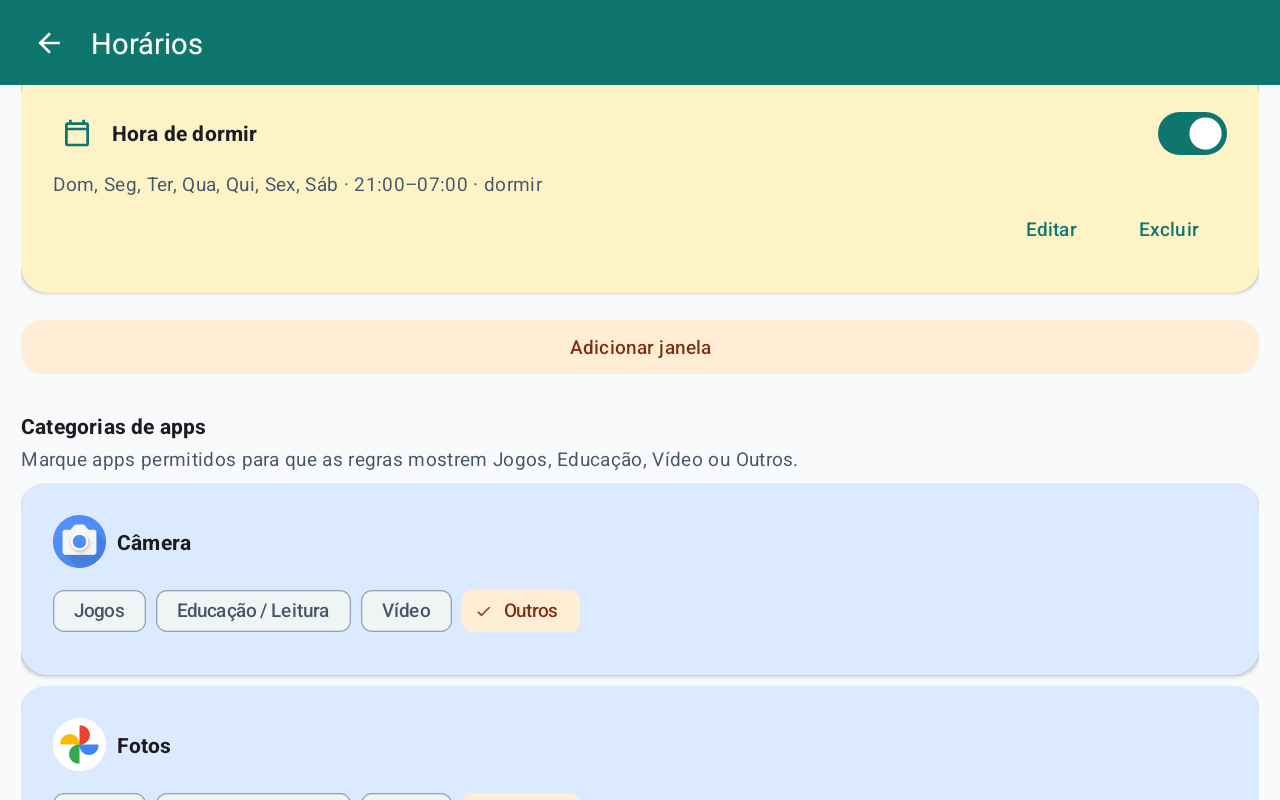 Horários
Hora de dormir
Dom, Seg, Ter, Qua, Qui, Sex, Sáb · 21:00–07:00 · dormir
Editar
Excluir
Adicionar janela
Categorias de apps
Marque apps permitidos para que as regras mostrem Jogos, Educação, Vídeo ou Outros.
Câmera
Jogos
Educação / Leitura
Vídeo
Outros
Fotos